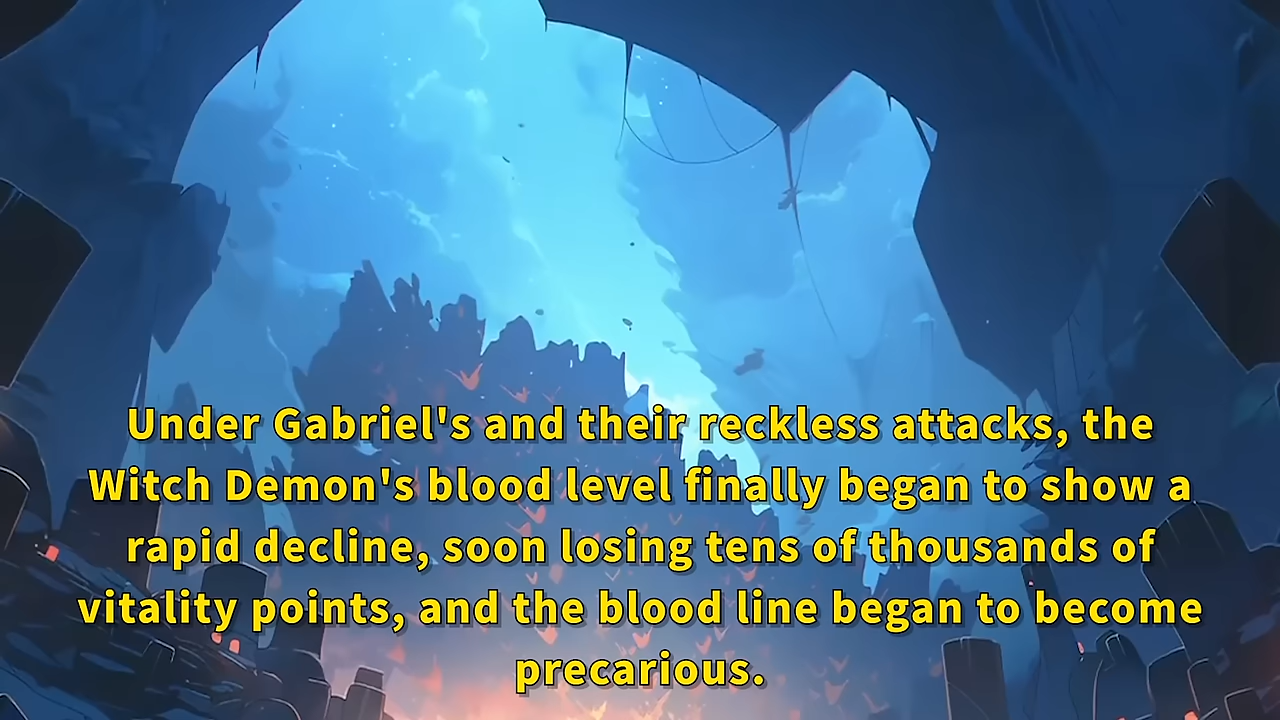 Under Gabriel's and their reckless attacks, the
Witch Demon's blood level finally began to show a
rapid decline, soon losing tens of thousands of
vitality points, and the blood line began to become
precarious.